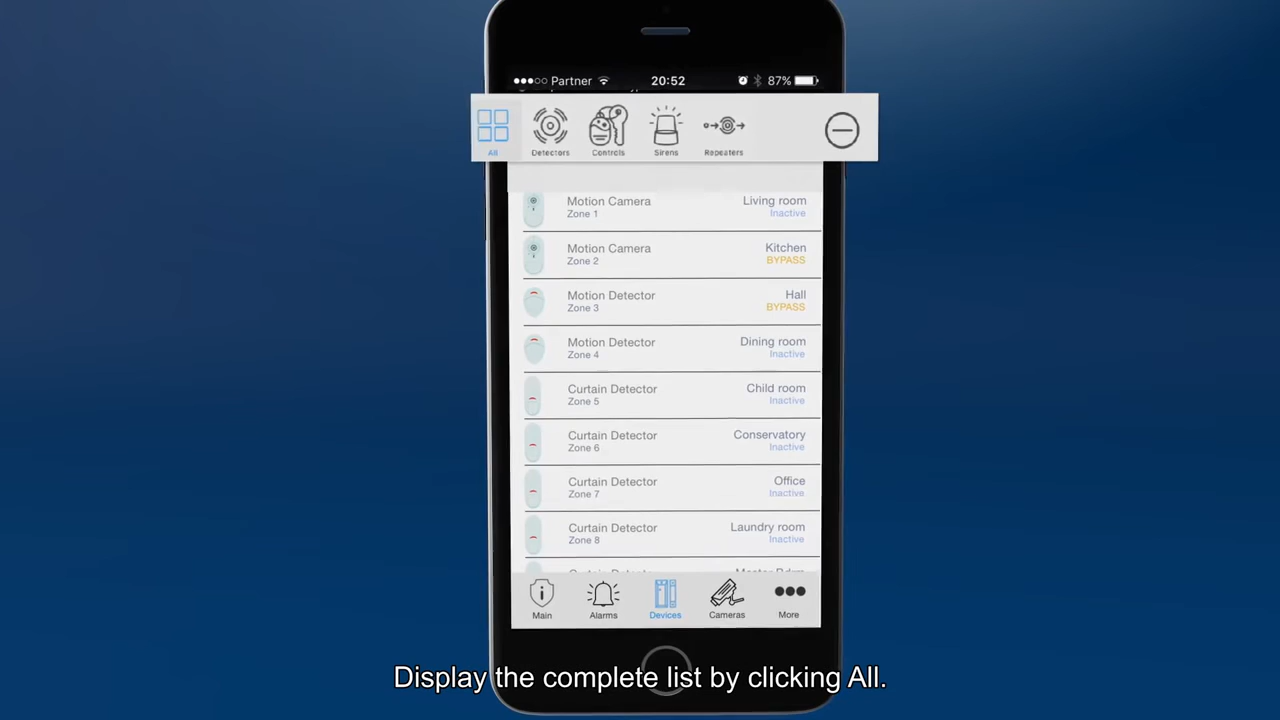 Partner 20:52 87%
All Detectors Controls Sirens Repeaters
Motion Camera Living room
Zone 1 Inactive
Motion Camera Kitchen
Zone 2 BYPASS
Motion Detector Hall
Zone 3 BYPASS
Motion Detector Dining room
Zone 4 Inactive
Curtain Detector Child room
Zone 5 Inactive
Curtain Detector Conservatory
Zone 6 Inactive
Curtain Detector Office
Zone 7 Inactive
Curtain Detector Laundry room
Zone 8 Inactive
Main Alarms Devices Cameras More
Display the complete list by clicking All.